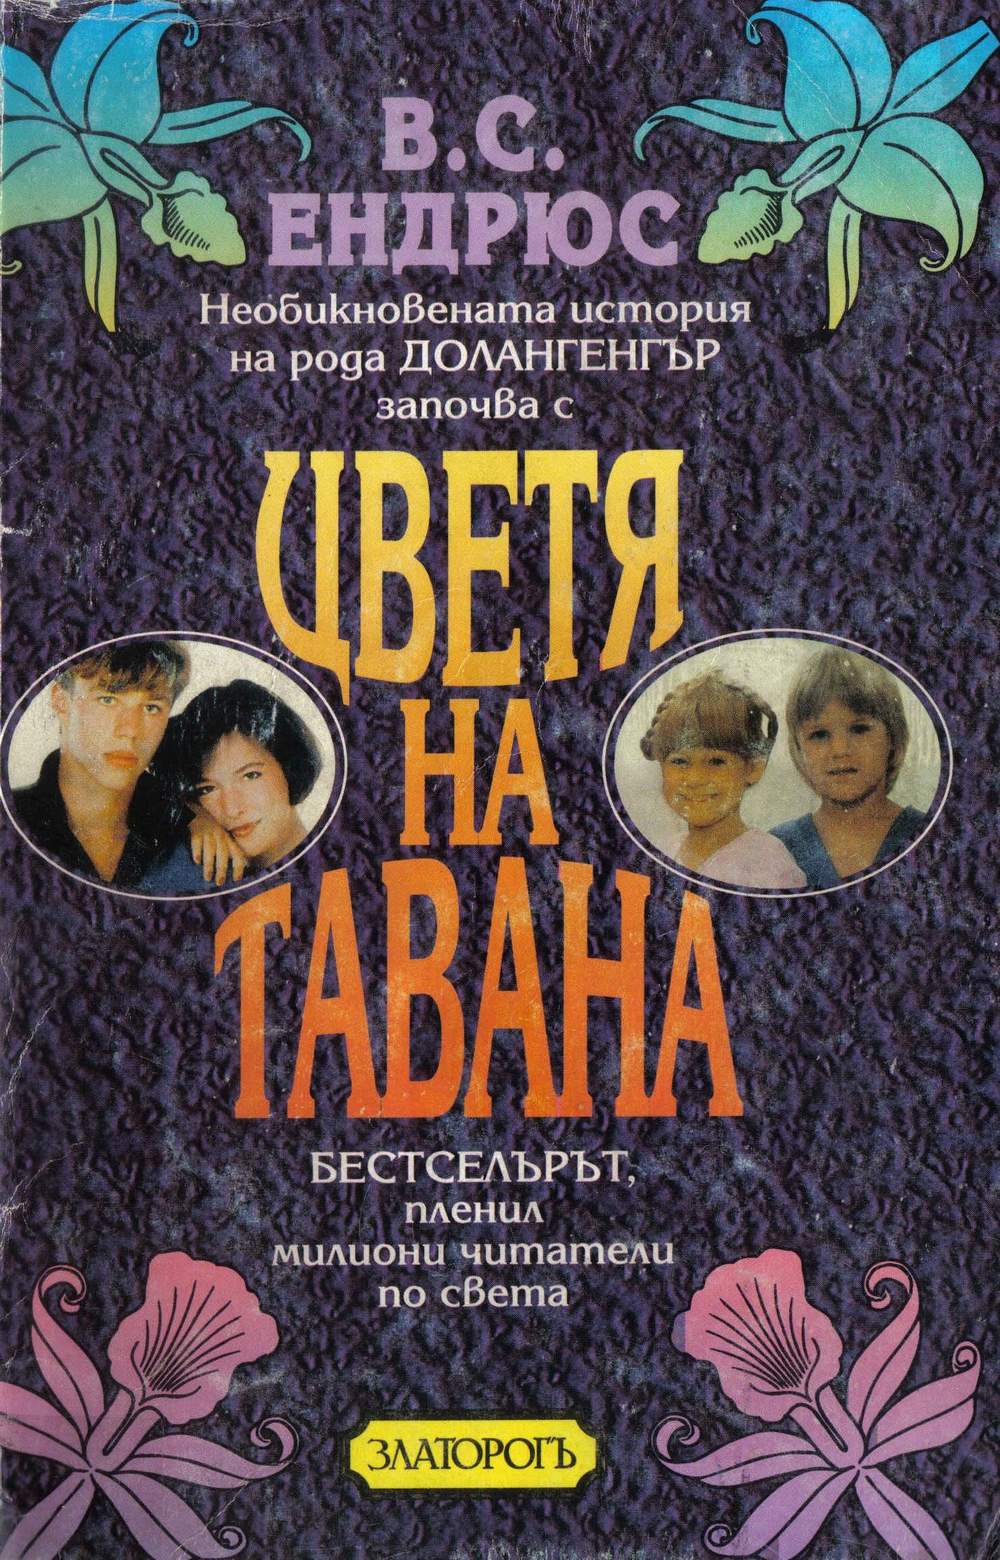 В.С.
ЕНДРЮС
Необикновената история
на рода ДОЛАНГЕНГЪР
започва с
ЦВЕТЯ
НА
ТАВАНА
БЕСТСЕЛЪРЪТ,
пленил
милиони читатели
по света
ЗЛАТОРОГЪ